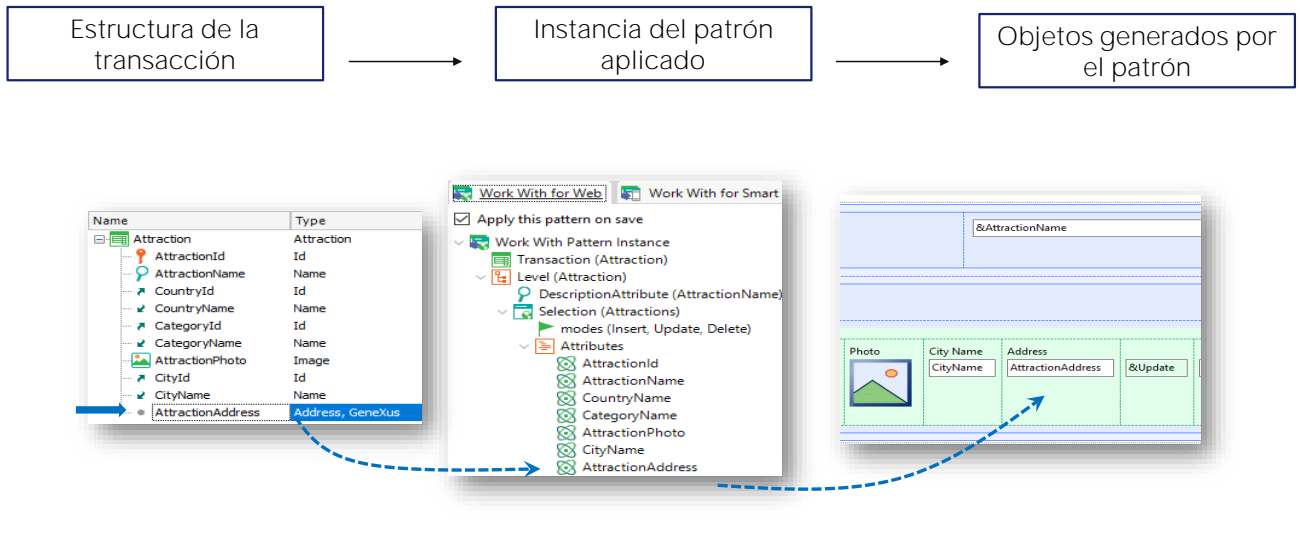 Estructura de la
transacción
Instancia del patrón
aplicado
Objetos generados por
el patrón
Name Type
Attraction Attraction
AttractionId Id
AttractionName Name
CountryId Id
CountryName Name
CategoryId Id
CategoryName Name
AttractionPhoto Image
CityId Id
CityName Name
AttractionAddress Address, GeneXus
Work With for Web Work With for Smart
Apply this pattern on save
Work With Pattern Instance
Transaction (Attraction)
Level (Attraction)
DescriptionAttribute (AttractionName)
Selection (Attractions)
modes (Insert, Update, Delete)
Attributes
AttractionId
AttractionName
CountryName
CategoryName
AttractionPhoto
CityName
AttractionAddress
&AttractionName
Photo City Name Address
CityName AttractionAddress &Update